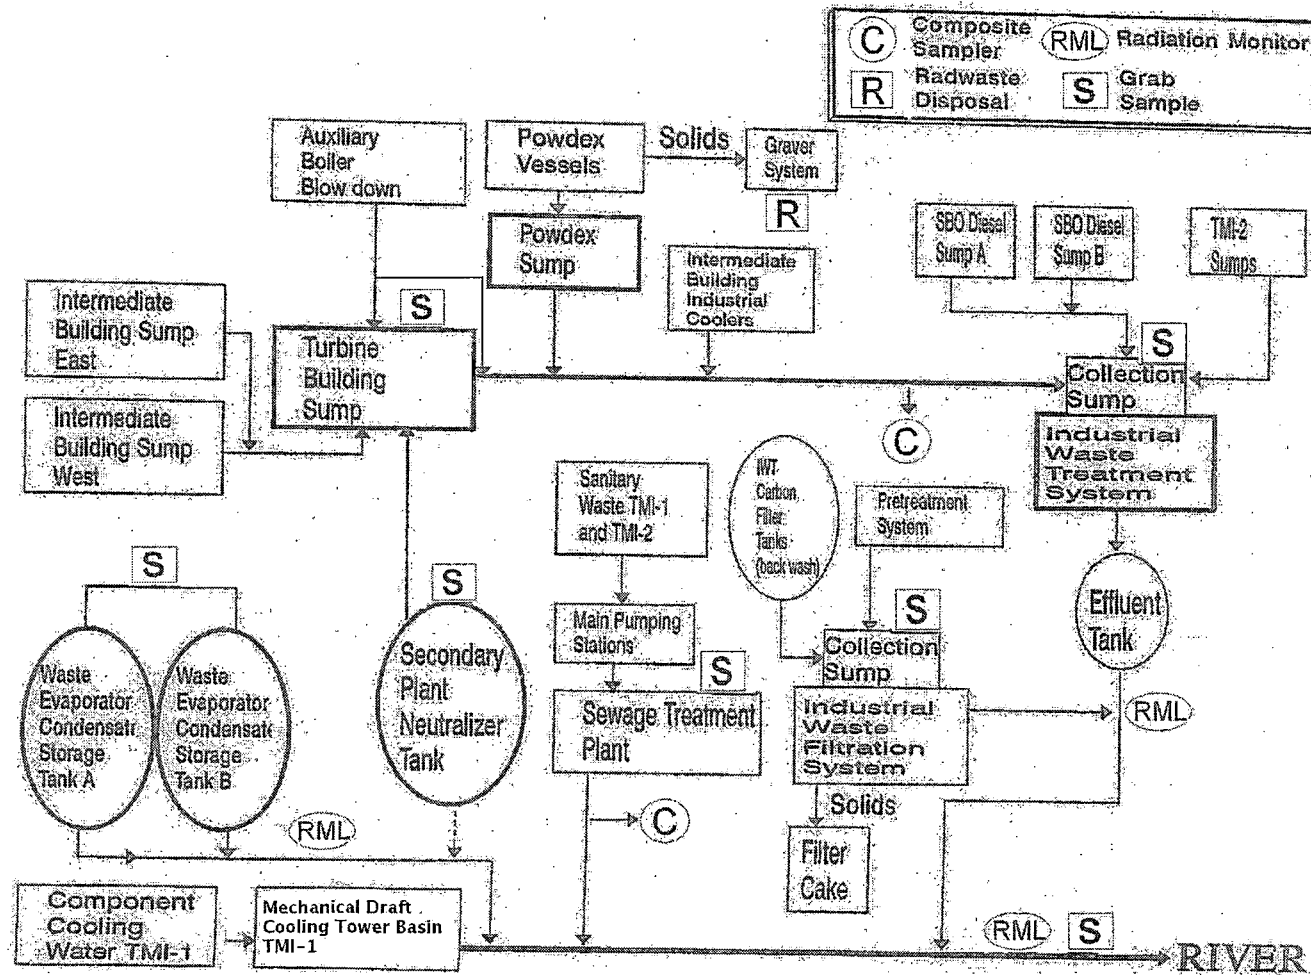 C
Composite
Sampler
RML
Radiation Monitor
R
Radwaste
Disposal
S
Grab
Sample
Auxiliary
Boiler
Blow down
Powdex
Vessels
Solids
Graver
System
R
Powdex
Sump
Intermediate
Building
Industrial
Coolers
SBO Diesel
Sump A
SBO Diesel
Sump B
TMI-2
Sumps
Intermediate
Building Sump
East
S
Turbine
Building
Sump
S
Collection
Sump
Intermediate
Building Sump
West
C
Industrial
Waste
Treatment
System
Sanitary
Waste TMI-1
and TMI-2
IWT
Carbon
Filter
Tanks
(back wash)
Pretreatment
System
S
S
S
Effluent
Tank
Main Pumping
Stations
Collection
Sump
S
Waste
Evaporator
Condensate
Storage
Tank A
Waste
Evaporator
Condensate
Storage
Tank B
Secondary
Plant
Neutralizer
Tank
Sewage Treatment
Plant
Industrial
Waste
Filtration
System
RML
Solids
RML
C
Filter
Cake
Component
Cooling
Water TMI-1
Mechanical Draft
Cooling Tower Basin
TMI-1
RML
S
RIVER